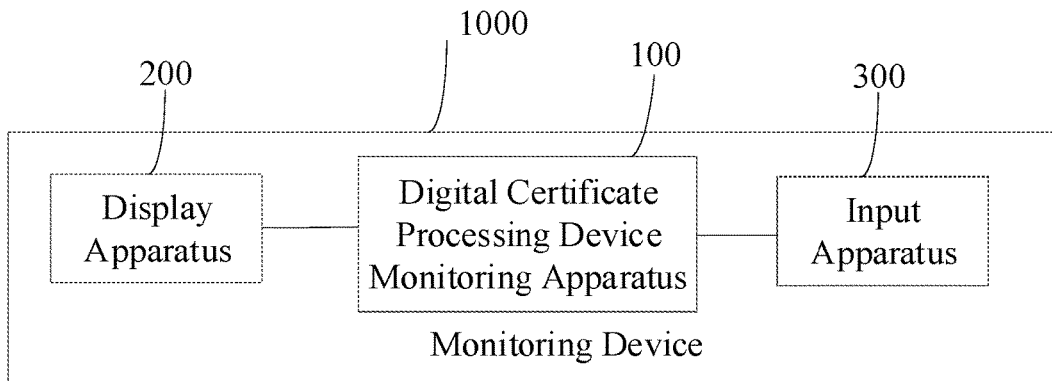 1000
200
100
300
Display
Apparatus
Digital Certificate
Processing Device
Monitoring Apparatus
Input
Apparatus
Monitoring Device